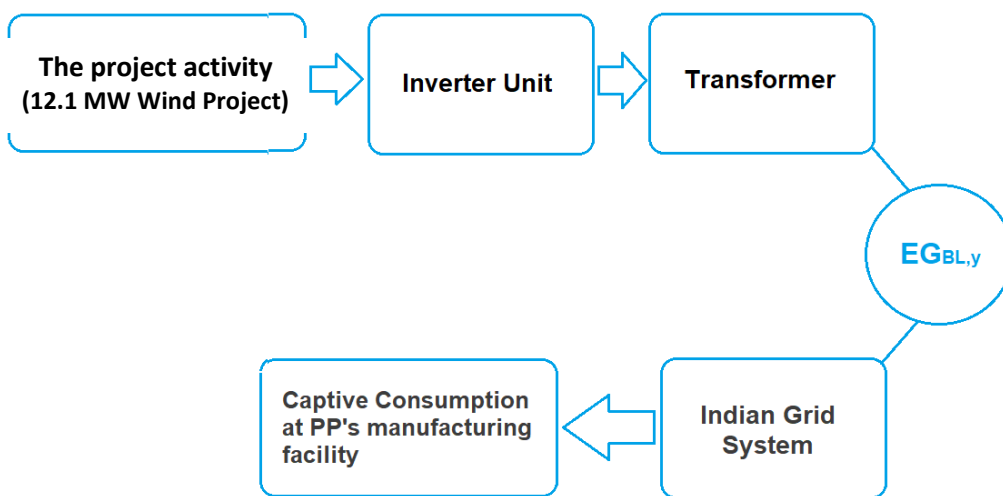 The project activity
(12.1 MW Wind Project)
Inverter Unit
Transformer
EGBL,y
Captive Consumption
at PP's manufacturing
facility
Indian Grid
System